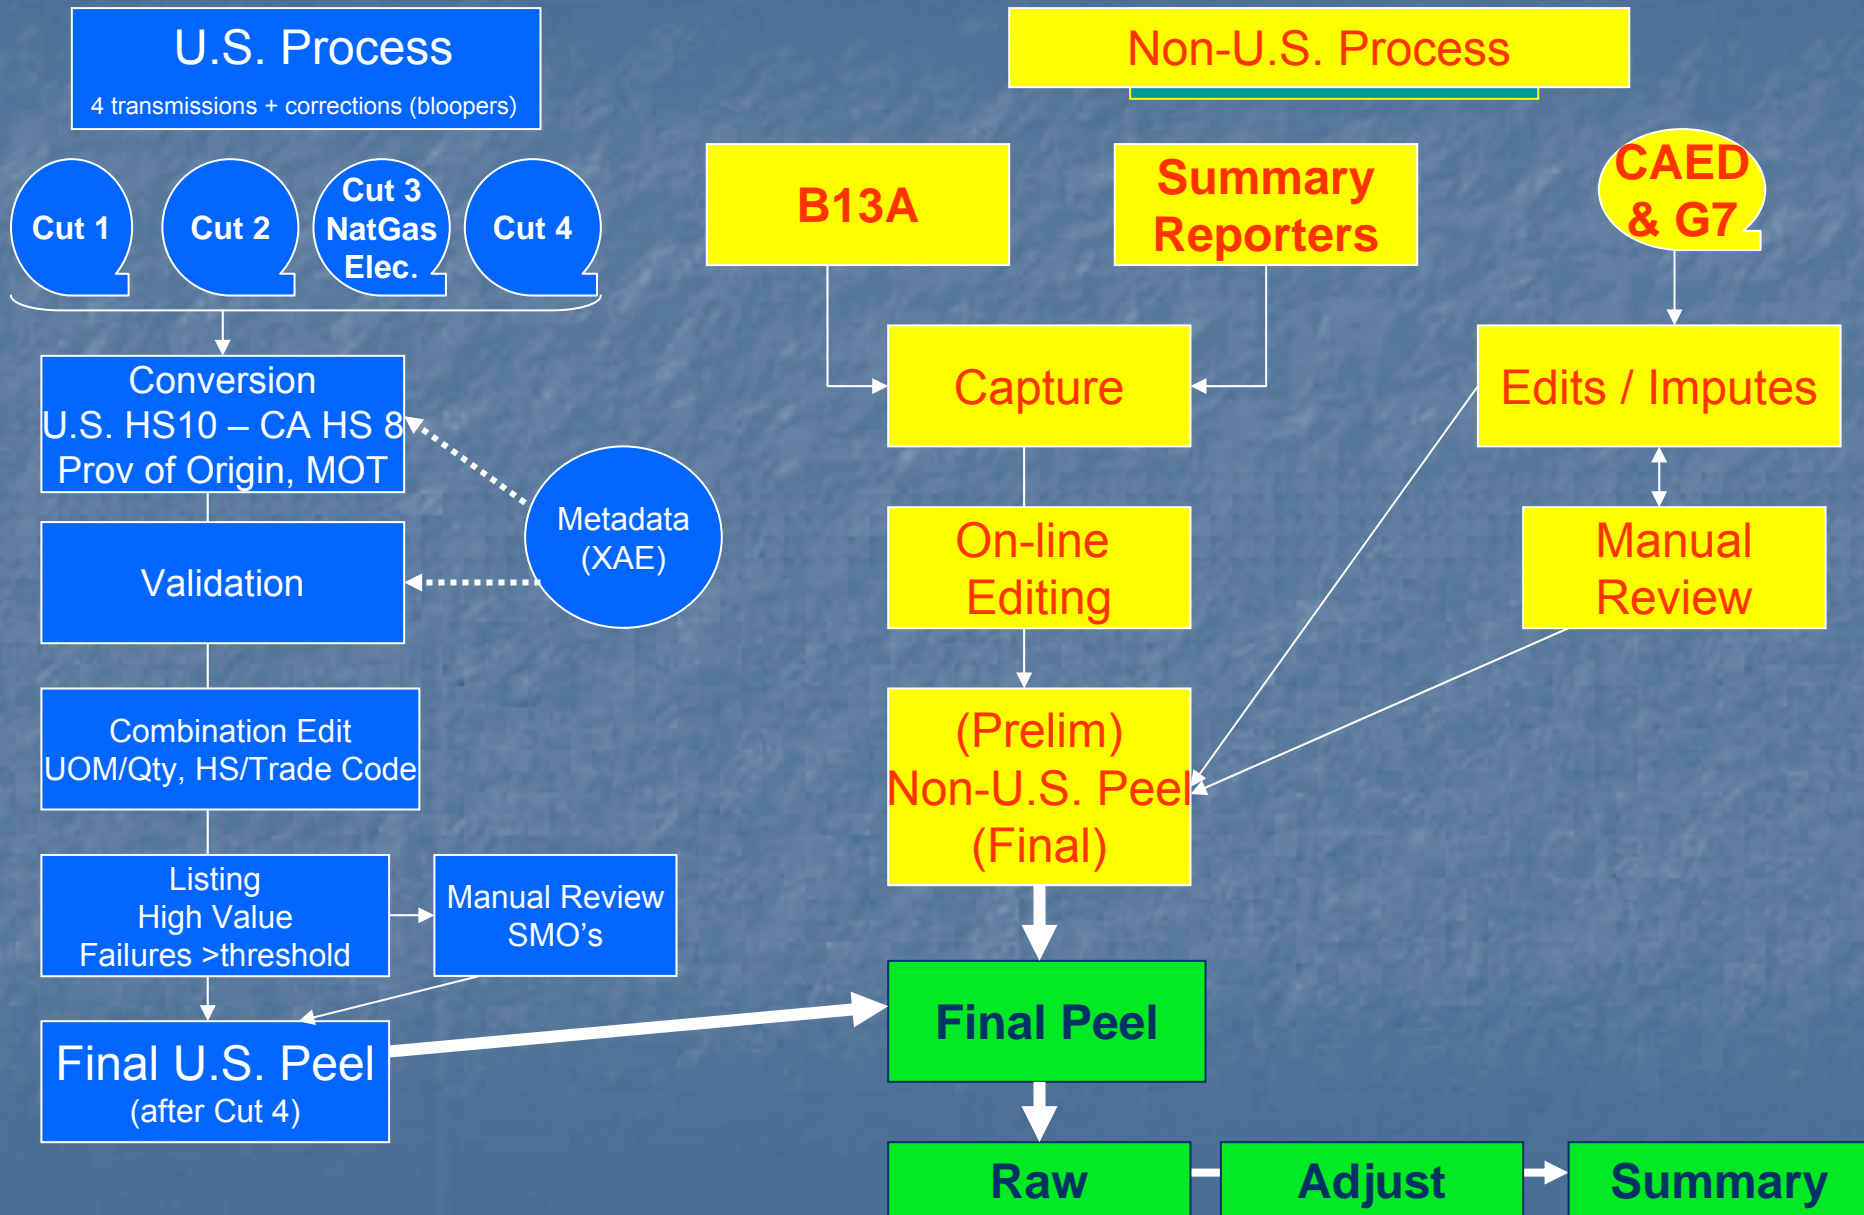 U.S. Process
4 transmissions + corrections (bloopers)
Cut 1
Cut 2
Cut 3
NatGas
Elec.
Cut 4
Conversion
U.S. HS10 – CA HS 8
Prov of Origin, MOT
Validation
Metadata
(XAE)
Combination Edit
UOM/Qty, HS/Trade Code
Listing
High Value
Failures >threshold
Manual Review
SMO's
Final U.S. Peel
(after Cut 4)
Non-U.S. Process
B13A
Summary
Reporters
CAED
& G7
Capture
Edits / Imputes
On-line
Editing
Manual
Review
(Prelim)
Non-U.S. Peel
(Final)
Final Peel
Raw
Adjust
Summary